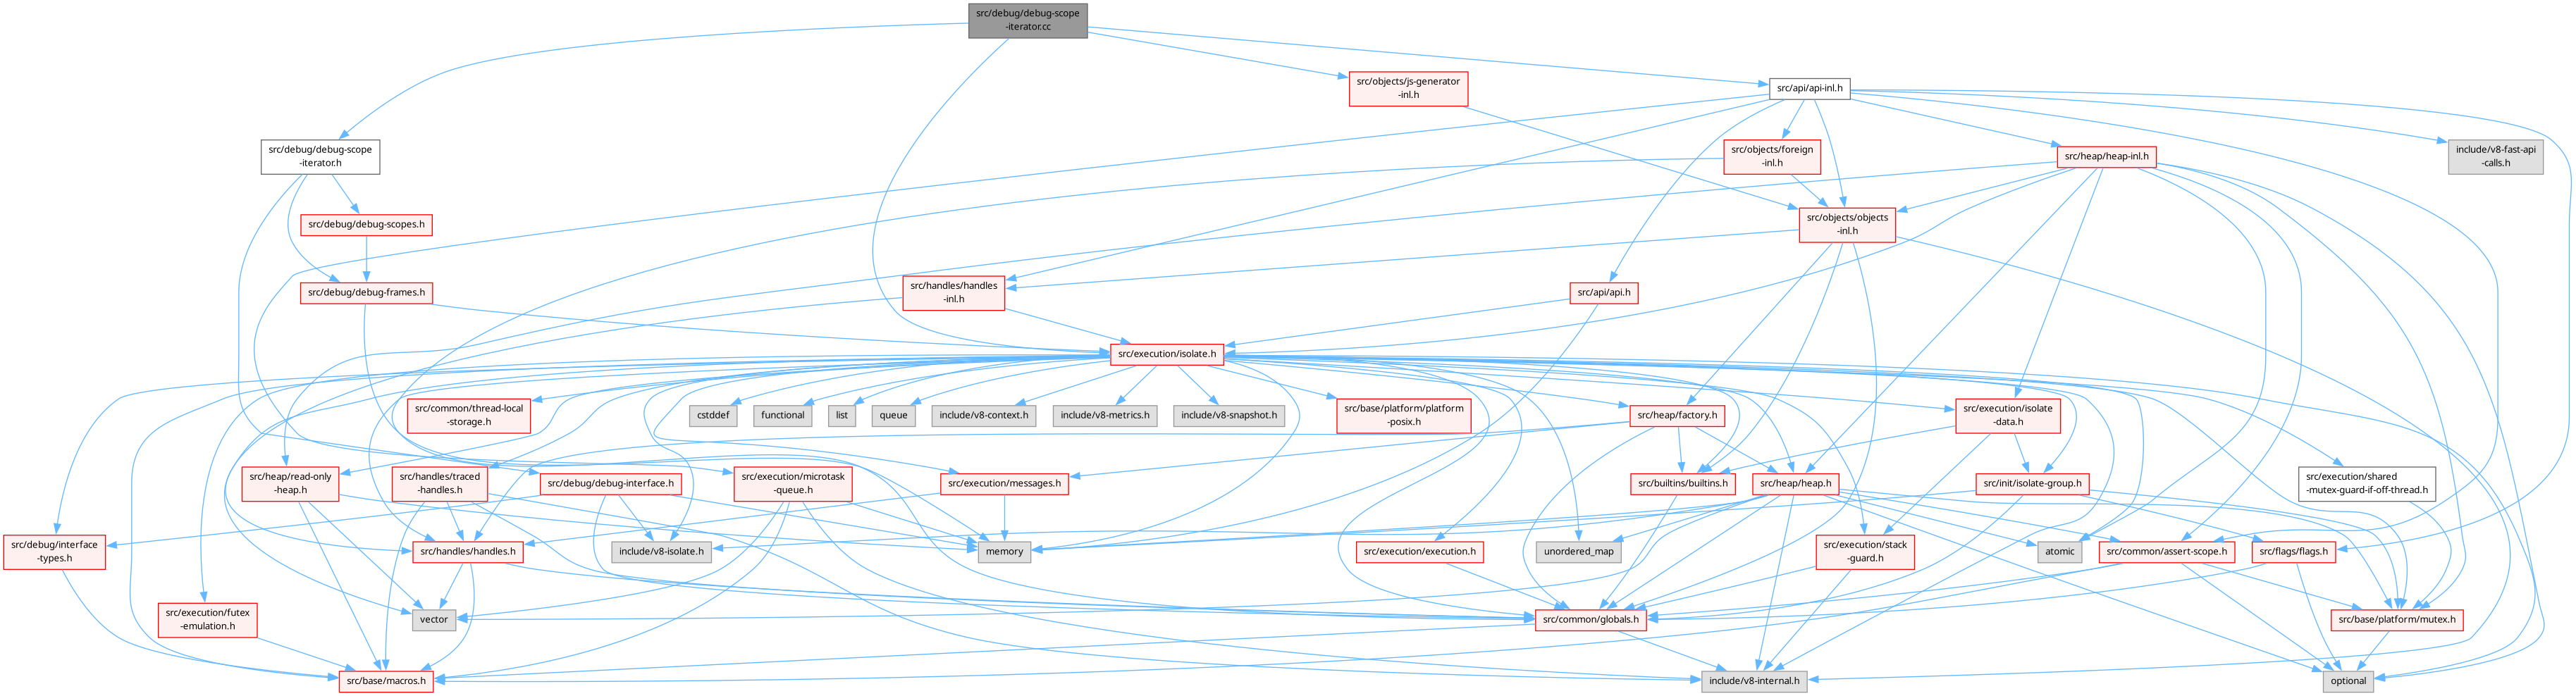 src/debug/debug-scope
-iterator.cc
src/objects/js-generator
-inl.h
src/api/api-inl.h
src/debug/debug-scope
-iterator.h
src/objects/foreign
-inl.h
src/heap/heap-inl.h
include/v8-fast-api
-calls.h
src/debug/debug-scopes.h
src/objects/objects
-inl.h
src/debug/debug-frames.h
src/handles/handles
-inl.h
src/api/api.h
src/execution/isolate.h
src/common/thread-local
-storage.h
cstddef
functional
list
queue
include/v8-context.h
include/v8-metrics.h
include/v8-snapshot.h
src/base/platform/platform
-posix.h
src/heap/factory.h
src/execution/isolate
-data.h
src/heap/read-only
-heap.h
src/handles/traced
-handles.h
src/debug/debug-interface.h
src/execution/microtask
-queue.h
src/execution/messages.h
src/builtins/builtins.h
src/heap/heap.h
src/init/isolate-group.h
src/execution/shared
-mutex-guard-if-off-thread.h
src/debug/interface
-types.h
src/handles/handles.h
include/v8-isolate.h
memory
src/execution/execution.h
unordered_map
src/execution/stack
-guard.h
atomic
src/common/assert-scope.h
src/flags/flags.h
src/execution/futex
-emulation.h
vector
src/common/globals.h
src/base/platform/mutex.h
src/base/macros.h
include/v8-internal.h
optional